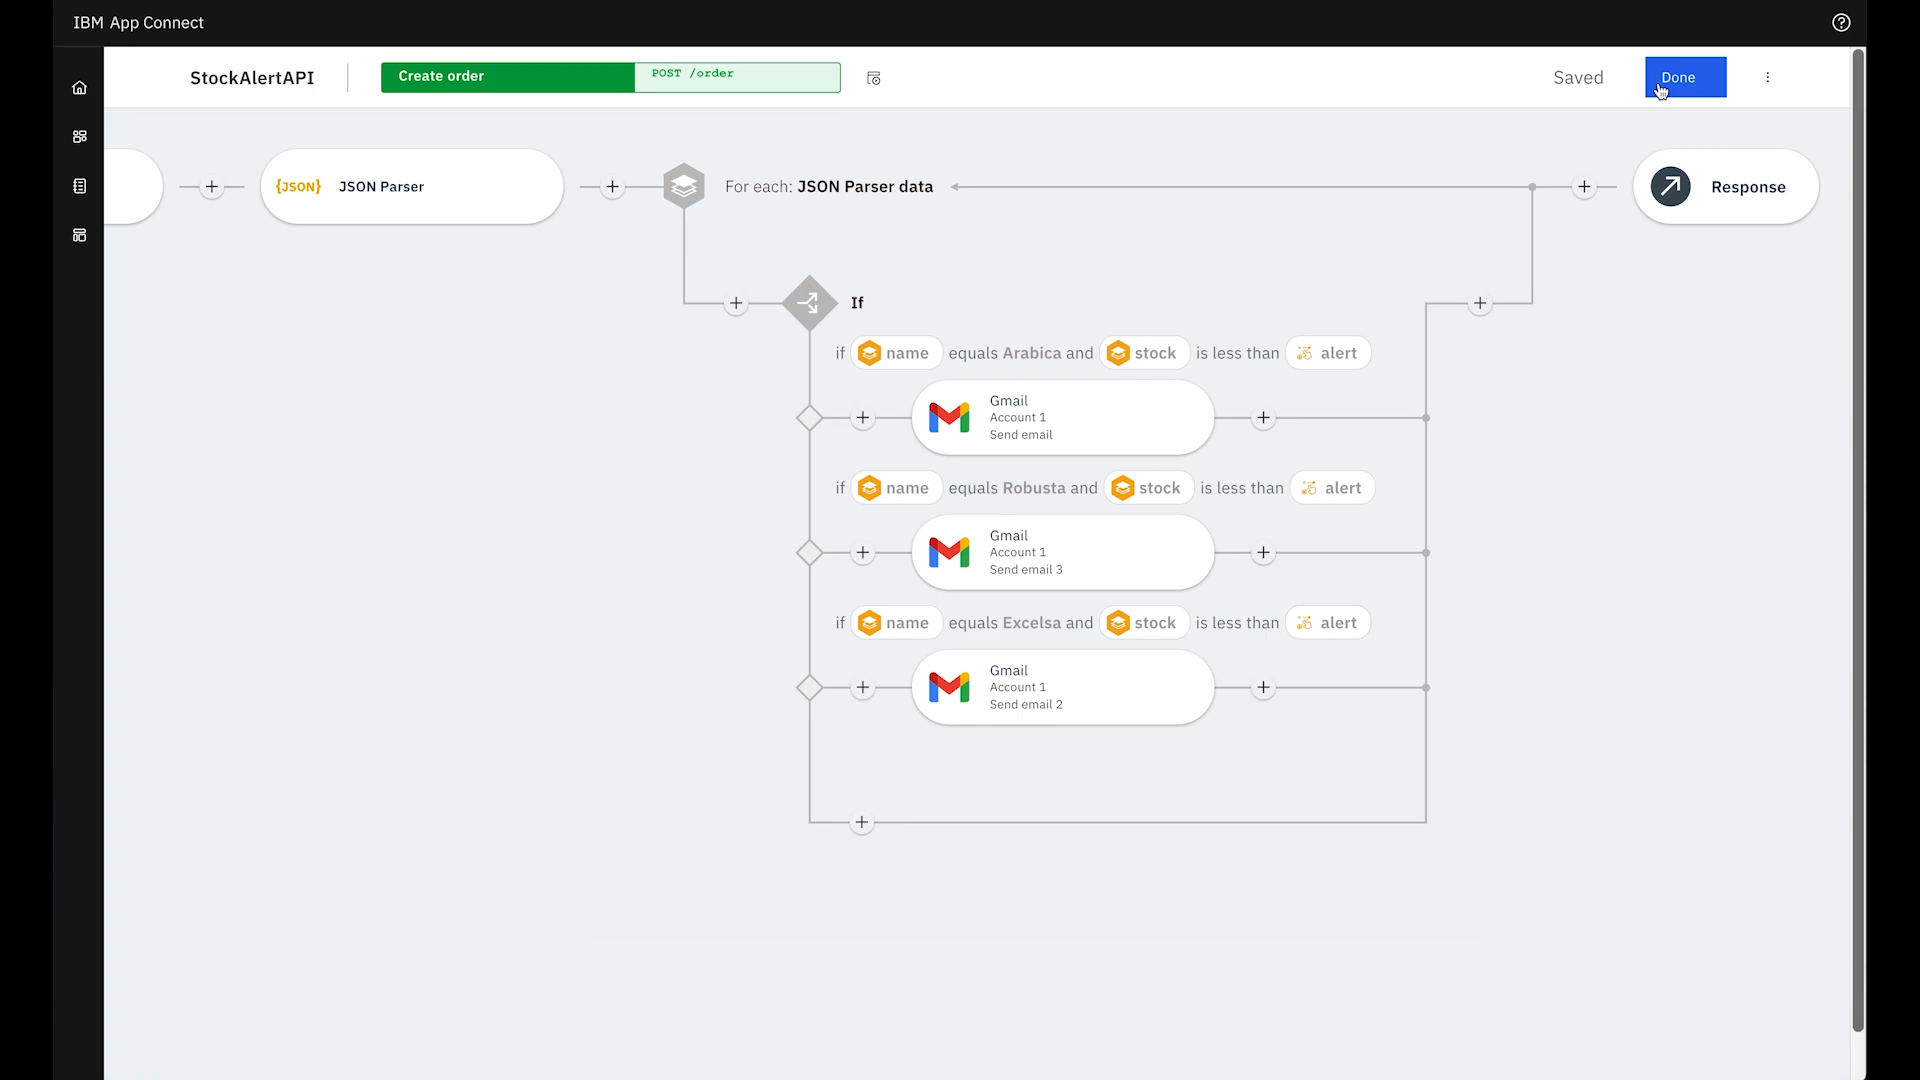 IBM App Connect
StockAlertAPI
Create order
POST /order
Saved
Done
{JSON} JSON Parser
For each: JSON Parser data
Response
If
if name equals Arabica and stock is less than alert
Gmail
Account 1
Send email
if name equals Robusta and stock is less than alert
Gmail
Account 1
Send email 3
if name equals Excelsa and stock is less than alert
Gmail
Account 1
Send email 2